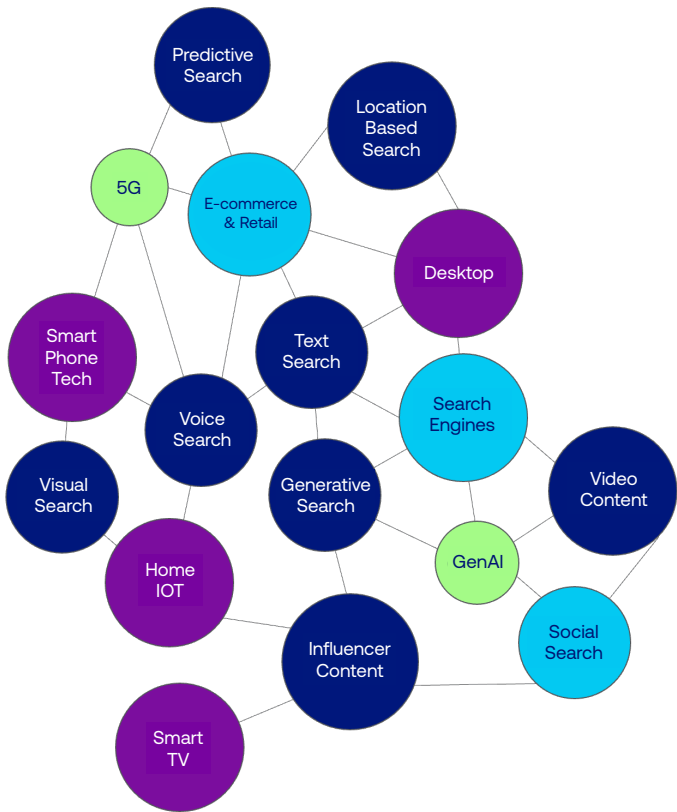 Predictive
Search
Location
Based
Search
5G
E-commerce
& Retail
Desktop
Smart
Phone
Tech
Text
Search
Voice
Search
Search
Engines
Visual
Search
Generative
Search
Video
Content
GenAI
Home
IOT
Influencer
Content
Social
Search
Smart
TV